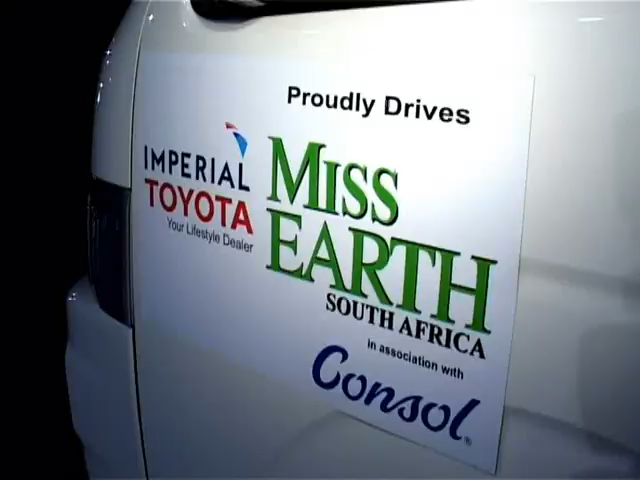 Proudly Drives
IMPERIAL
TOYOTA
Your Lifestyle Dealer
MISS
EARTH
SOUTH AFRICA
in association with
Consol®